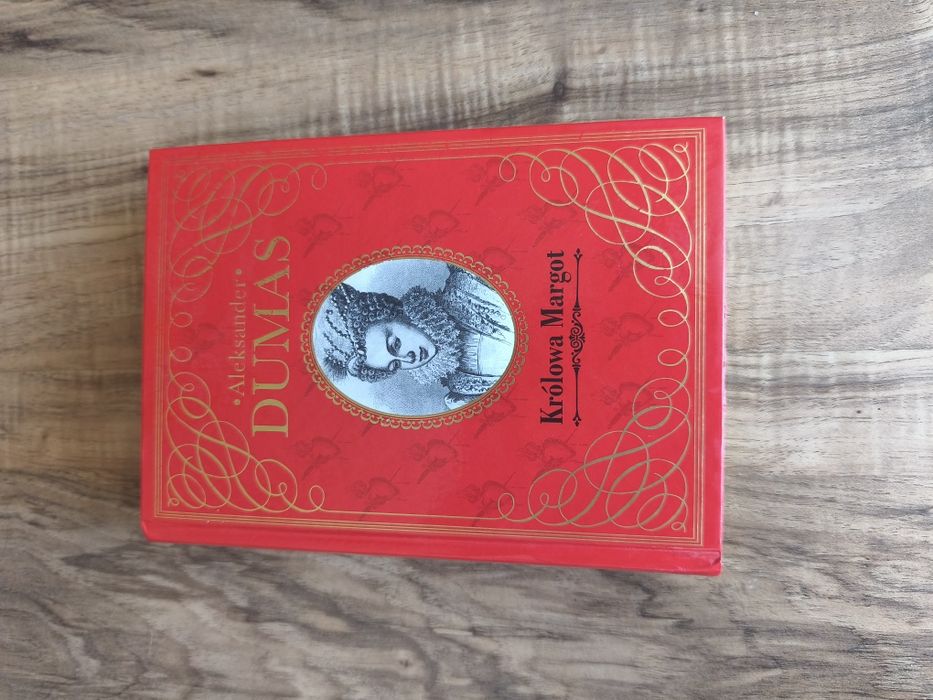 •Aleksander•
DUMAS
Królowa Margot